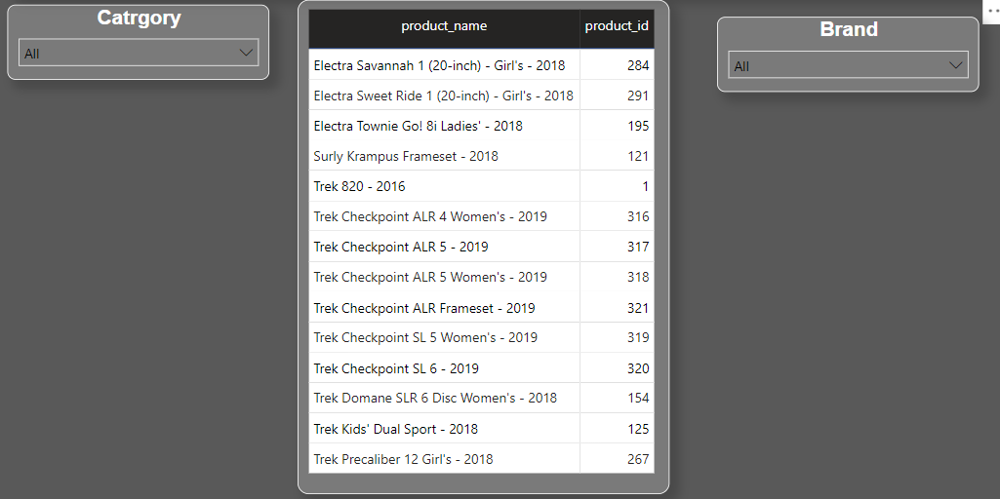 Catrgory
All
product_name product_id
Electra Savannah 1 (20-inch) - Girl's - 2018 284
Electra Sweet Ride 1 (20-inch) - Girl's - 2018 291
Electra Townie Go! 8i Ladies' - 2018 195
Surly Krampus Frameset - 2018 121
Trek 820 - 2016 1
Trek Checkpoint ALR 4 Women's - 2019 316
Trek Checkpoint ALR 5 - 2019 317
Trek Checkpoint ALR 5 Women's - 2019 318
Trek Checkpoint ALR Frameset - 2019 321
Trek Checkpoint SL 5 Women's - 2019 319
Trek Checkpoint SL 6 - 2019 320
Trek Domane SLR 6 Disc Women's - 2018 154
Trek Kids' Dual Sport - 2018 125
Trek Precaliber 12 Girl's - 2018 267
Brand
All